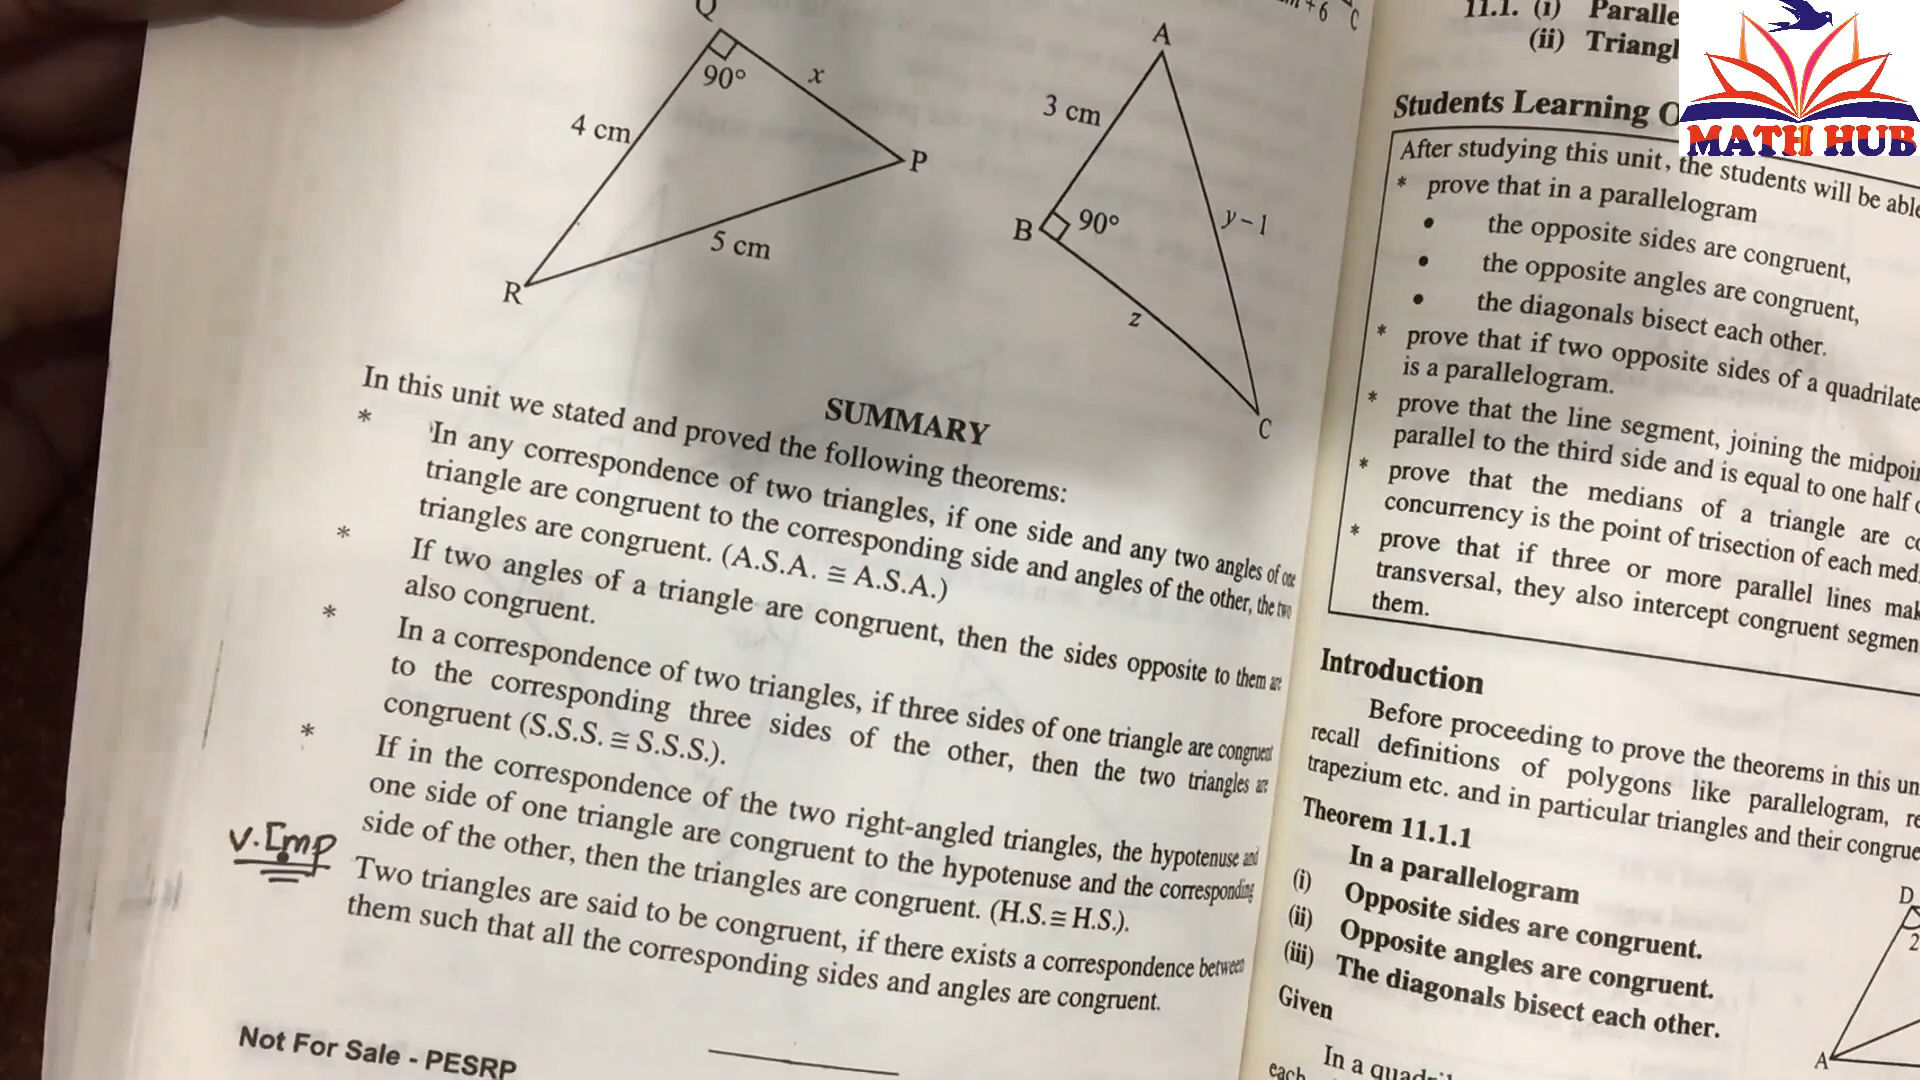 Q
90°
x
4 cm
P
5 cm
R
A
3 cm
B
90°
y – 1
z
C
+ 6
C
SUMMARY
In this unit we stated and proved the following theorems:
* In any correspondence of two triangles, if one side and any two angles of one
triangle are congruent to the corresponding side and angles of the other, the two
triangles are congruent. (A.S.A. ≅ A.S.A.)
* If two angles of a triangle are congruent, then the sides opposite to them are
also congruent.
* In a correspondence of two triangles, if three sides of one triangle are congruent
to the corresponding three sides of the other, then the two triangles are
congruent (S.S.S. ≅ S.S.S.).
* If in the correspondence of the two right-angled triangles, the hypotenuse and
one side of one triangle are congruent to the hypotenuse and the corresponding
side of the other, then the triangles are congruent. (H.S. ≅ H.S.).
V. Imp
Two triangles are said to be congruent, if there exists a correspondence between
them such that all the corresponding sides and angles are congruent.
Not For Sale - PESRP
11.1. (i) Paralle
(ii) Triangl
MATH HUB
Students Learning O
After studying this unit, the students will be able
* prove that in a parallelogram
• the opposite sides are congruent,
• the opposite angles are congruent,
• the diagonals bisect each other.
* prove that if two opposite sides of a quadrilate
is a parallelogram.
* prove that the line segment, joining the midpoi
parallel to the third side and is equal to one half
* prove that the medians of a triangle are co
concurrency is the point of trisection of each med
* prove that if three or more parallel lines mak
transversal, they also intercept congruent segmen
them.
Introduction
Before proceeding to prove the theorems in this un
recall definitions of polygons like parallelogram, re
trapezium etc. and in particular triangles and their congrue
Theorem 11.1.1
In a parallelogram
(i) Opposite sides are congruent.
(ii) Opposite angles are congruent.
(iii) The diagonals bisect each other.
D
2
A
Given
In a quadril
each